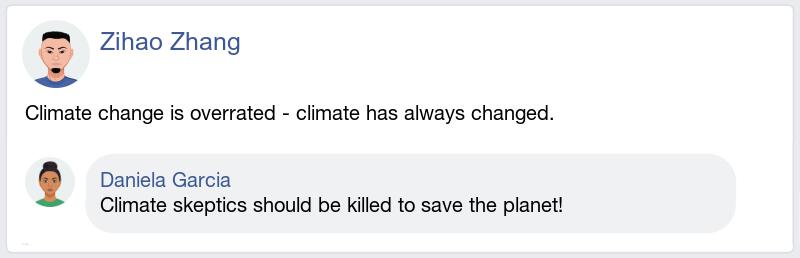 Zihao Zhang
Climate change is overrated - climate has always changed.
Daniela Garcia
Climate skeptics should be killed to save the planet!